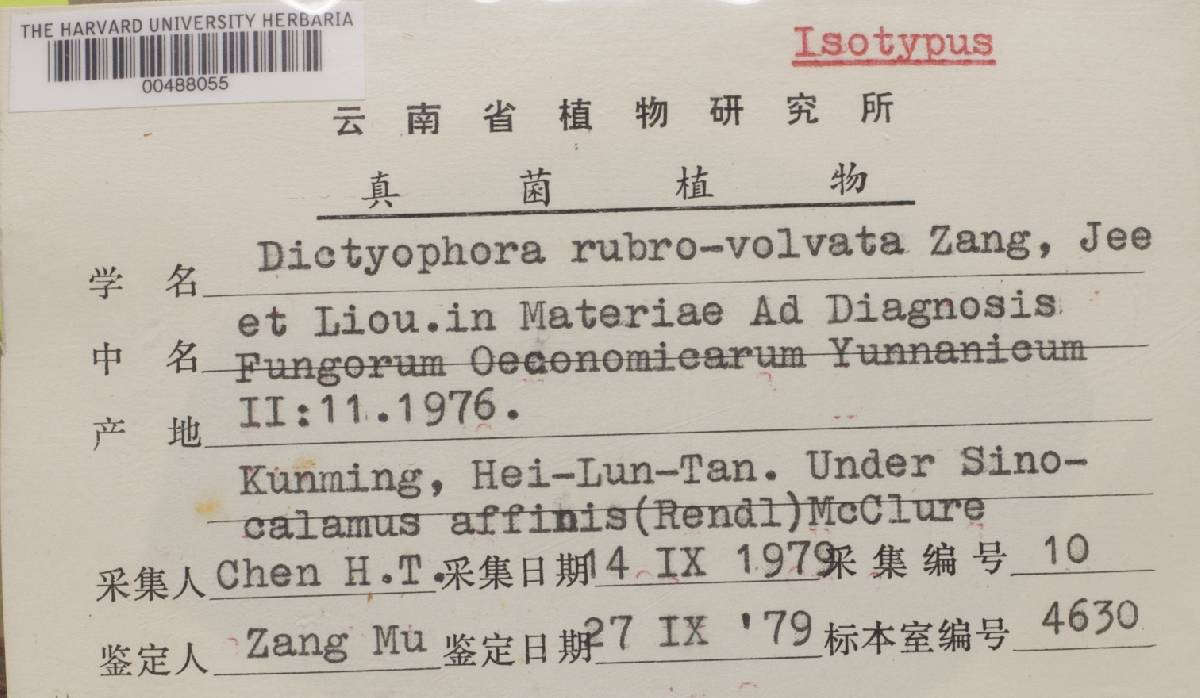 THE HARVARD UNIVERSITY HERBARIA
00488055
Isotypus
云南省植物研究所
真菌植物
学名 Dictyophora rubro-volvata Zang, Jee
et Liou.in Materiae Ad Diagnosis
中名 Fungorum Oeconomicarum Yunnanicum
产地 II:11.1976.
Kunming, Hei-Lun-Tan. Under Sino-
calamus affinis(Rendl)McClure
采集人 Chen H.T. 采集日期 14 IX 1979 采集编号 10
鉴定人 Zang Mu 鉴定日期 27 IX '79 标本室编号 4630